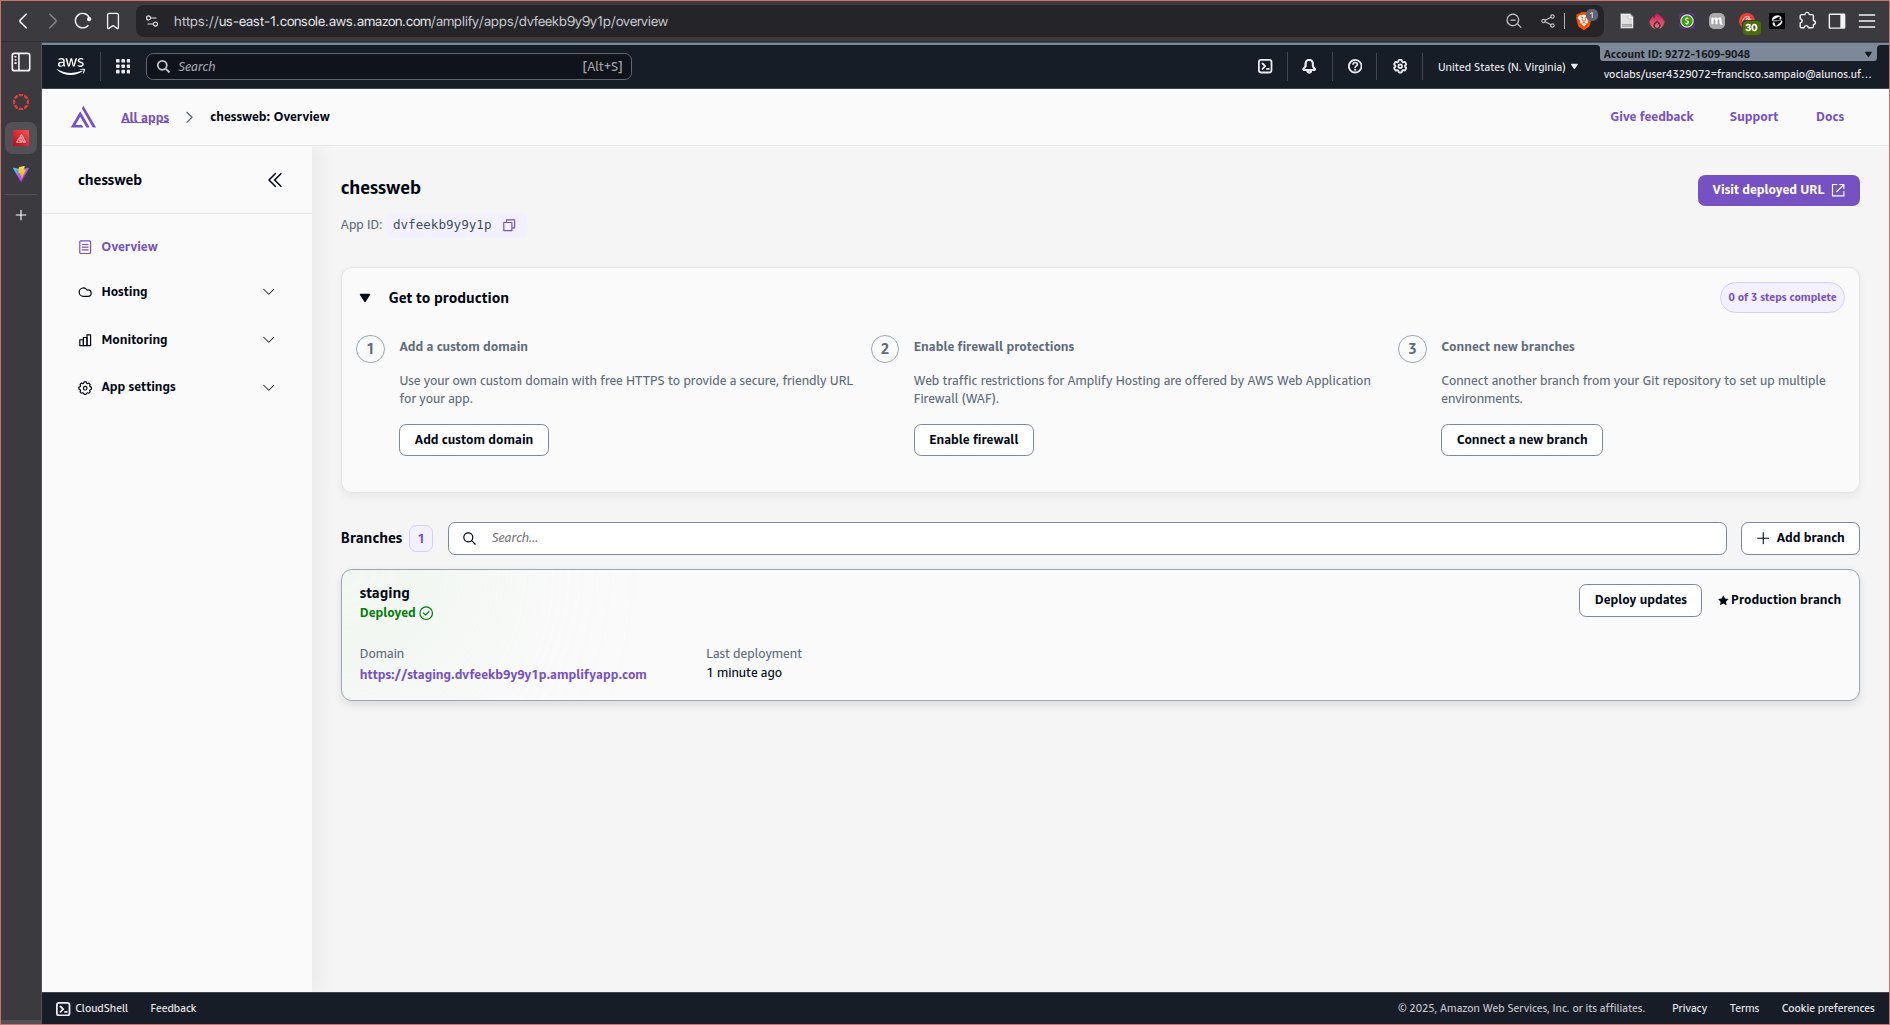 https://us-east-1.console.aws.amazon.com/amplify/apps/dvfeekb9y9y1p/overview
1
30
aws
Search [Alt+S]
United States (N. Virginia)
Account ID: 9272-1609-9048
voclabs/user4329072=francisco.sampaio@alunos.uf...
All apps > chessweb: Overview
Give feedback Support Docs
chessweb
Overview
Hosting
Monitoring
App settings
chessweb
Visit deployed URL
App ID: dvfeekb9y9y1p
Get to production
0 of 3 steps complete
1 Add a custom domain
Use your own custom domain with free HTTPS to provide a secure, friendly URL
for your app.
Add custom domain
2 Enable firewall protections
Web traffic restrictions for Amplify Hosting are offered by AWS Web Application
Firewall (WAF).
Enable firewall
3 Connect new branches
Connect another branch from your Git repository to set up multiple
environments.
Connect a new branch
Branches 1
Search...
Add branch
staging
Deployed
Deploy updates
Production branch
Domain
https://staging.dvfeekb9y9y1p.amplifyapp.com
Last deployment
1 minute ago
CloudShell Feedback
© 2025, Amazon Web Services, Inc. or its affiliates. Privacy Terms Cookie preferences